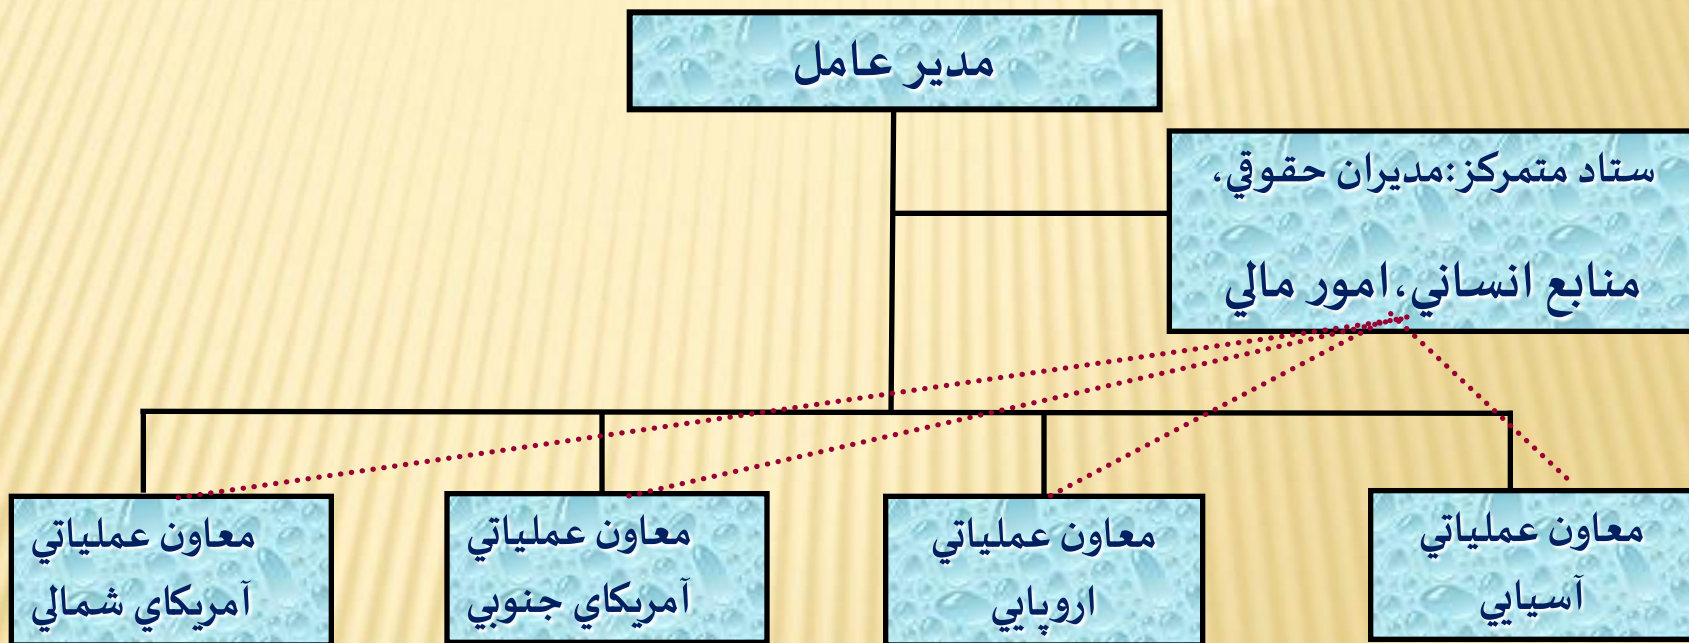 مدير عامل
ستاد متمركز:مديران حقوقي،
منابع انساني،امور مالي
معاون عملياتي
آسيايي
معاون عملياتي
اروپايي
معاون عملياتي
آمريكاي جنوبي
معاون عملياتي
آمريكاي شمالي